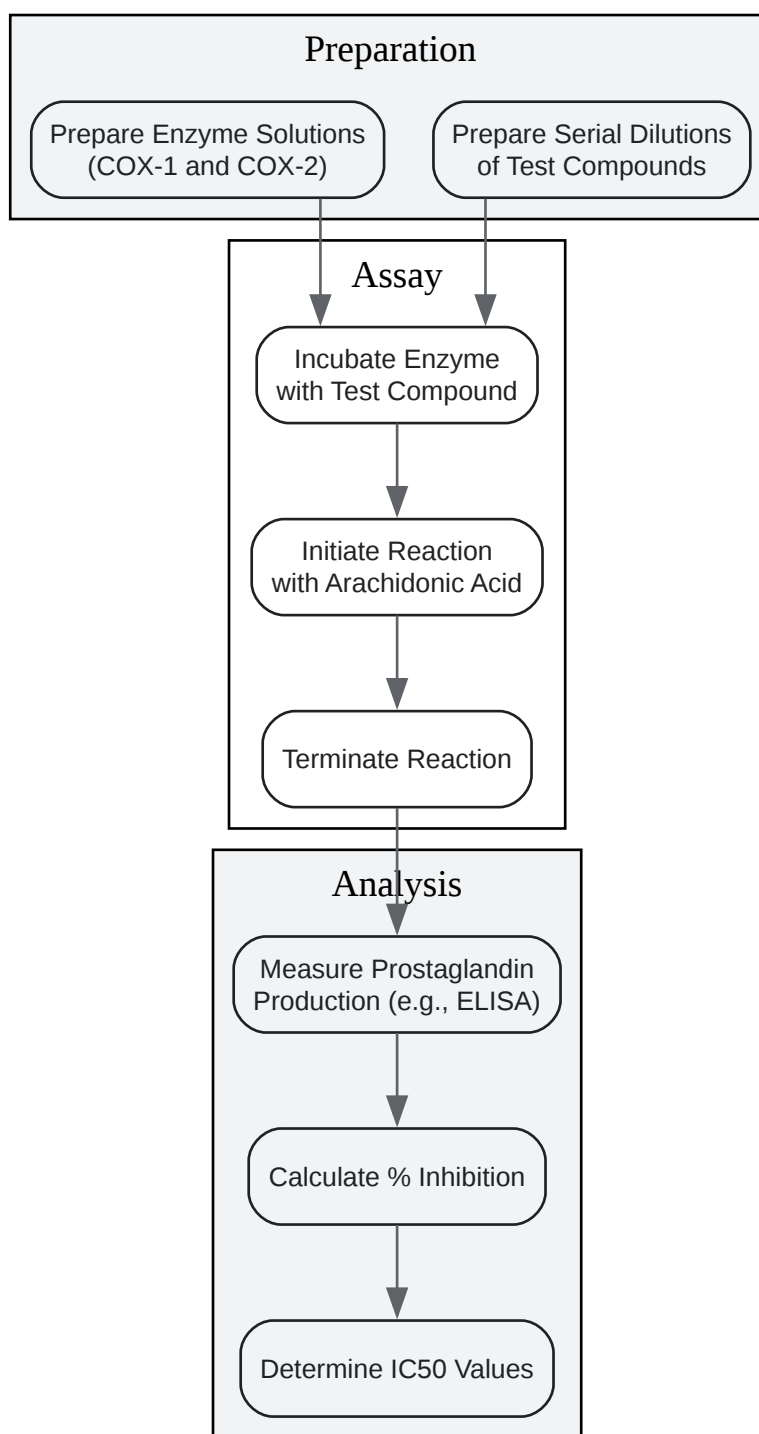 Preparation
Prepare Enzyme Solutions
(COX-1 and COX-2)
Prepare Serial Dilutions
of Test Compounds
Assay
Incubate Enzyme
with Test Compound
Initiate Reaction
with Arachidonic Acid
Terminate Reaction
Analysis
Measure Prostaglandin
Production (e.g., ELISA)
Calculate % Inhibition
Determine IC50 Values